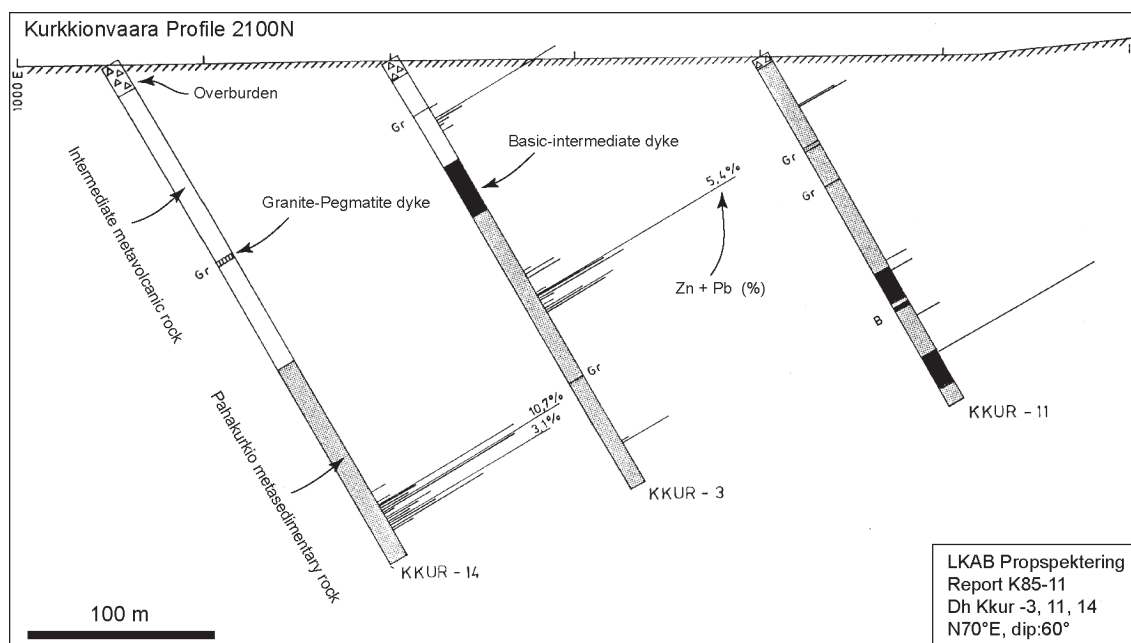 Kurkkionvaara Profile 2100N
1000 E
Overburden
Intermediate metavolcanic rock
Granite-Pegmatite dyke
Gr
Pahakurkio metasedimentary rock
10,7%
3,1%
KKUR - 14
Gr
Basic-intermediate dyke
5,4%
Zn + Pb (%)
Gr
KKUR - 3
Gr
Gr
B
KKUR - 11
100 m
LKAB Propspektering
Report K85-11
Dh Kkur -3, 11, 14
N70°E, dip:60°